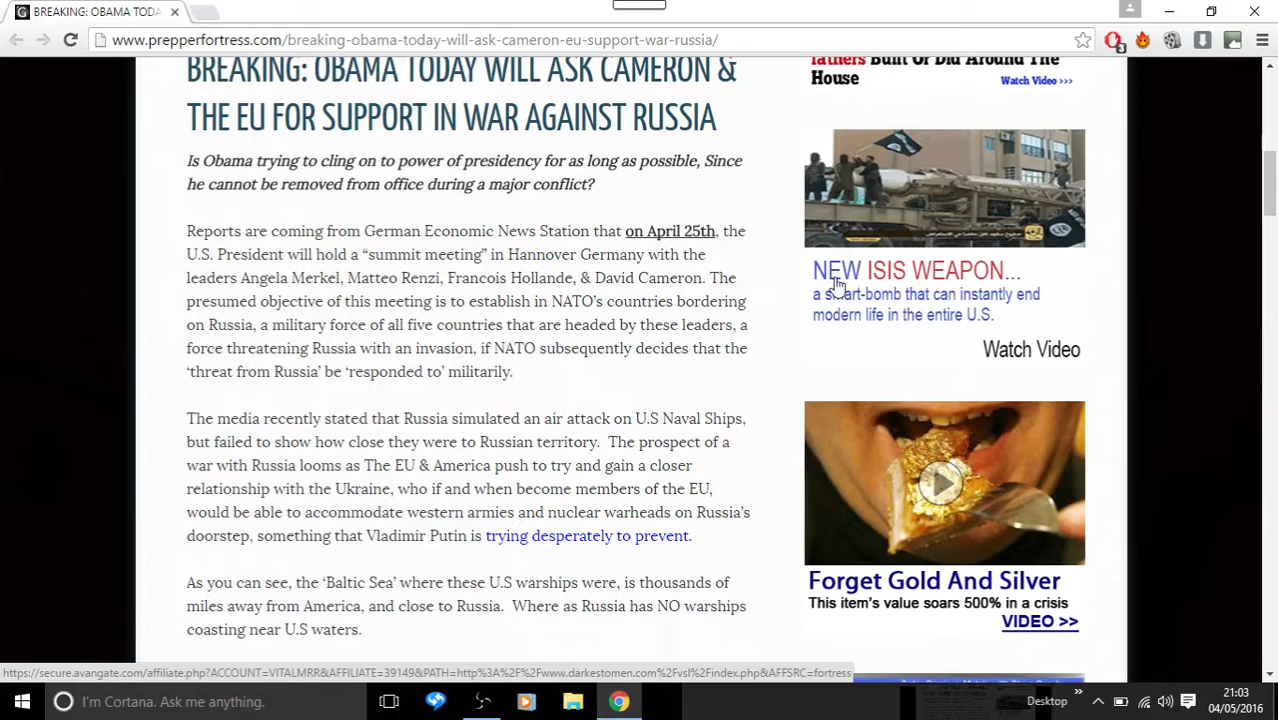 BREAKING: OBAMA TODA
www.prepperfortress.com/breaking-obama-today-will-ask-cameron-eu-support-war-russia/
3
BREAKING: OBAMA TODAY WILL ASK CAMERON &
THE EU FOR SUPPORT IN WAR AGAINST RUSSIA
Is Obama trying to cling on to power of presidency for as long as possible, Since
he cannot be removed from office during a major conflict?
Reports are coming from German Economic News Station that on April 25th, the
U.S. President will hold a “summit meeting” in Hannover Germany with the
leaders Angela Merkel, Matteo Renzi, Francois Hollande, & David Cameron. The
presumed objective of this meeting is to establish in NATO’s countries bordering
on Russia, a military force of all five countries that are headed by these leaders, a
force threatening Russia with an invasion, if NATO subsequently decides that the
‘threat from Russia’ be ‘responded to’ militarily.
The media recently stated that Russia simulated an air attack on U.S Naval Ships,
but failed to show how close they were to Russian territory.  The prospect of a
war with Russia looms as The EU & America push to try and gain a closer
relationship with the Ukraine, who if and when become members of the EU,
would be able to accommodate western armies and nuclear warheads on Russia’s
doorstep, something that Vladimir Putin is trying desperately to prevent.
As you can see, the ‘Baltic Sea’ where these U.S warships were, is thousands of
miles away from America, and close to Russia.  Where as Russia has NO warships
coasting near U.S waters.
fathers Built Or Did Around The
House
Watch Video >>>
NEW ISIS WEAPON...
a smart-bomb that can instantly end
modern life in the entire U.S.
Watch Video
Forget Gold And Silver
This item's value soars 500% in a crisis
VIDEO >>
https://secure.avangate.com/affiliate.php?ACCOUNT=VITALMRR&AFFILIATE=39149&PATH=http%3A%2F%2Fwww.darkestomen.com%2Fvsl%2Findex.php&AFFSRC=fortress
I'm Cortana. Ask me anything.
Desktop
21:03
04/05/2016